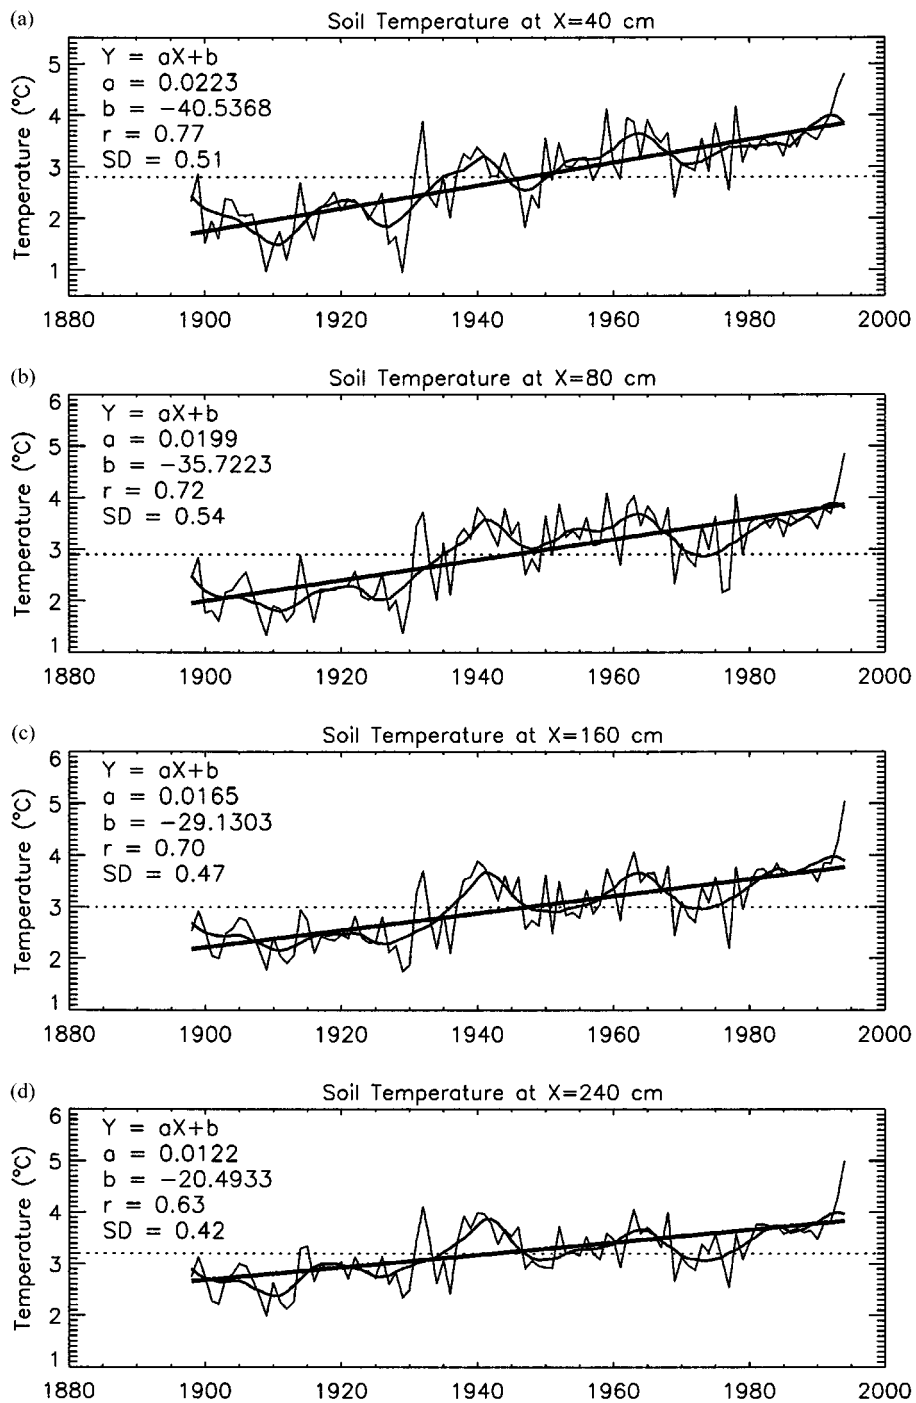 (a)
Soil Temperature at X=40 cm
Y = aX+b
a = 0.0223
b = −40.5368
r = 0.77
SD = 0.51
Temperature (°C)
5
4
3
2
1
1880 1900 1920 1940 1960 1980 2000
(b)
Soil Temperature at X=80 cm
Y = aX+b
a = 0.0199
b = −35.7223
r = 0.72
SD = 0.54
Temperature (°C)
6
5
4
3
2
1
1880 1900 1920 1940 1960 1980 2000
(c)
Soil Temperature at X=160 cm
Y = aX+b
a = 0.0165
b = −29.1303
r = 0.70
SD = 0.47
Temperature (°C)
6
5
4
3
2
1
1880 1900 1920 1940 1960 1980 2000
(d)
Soil Temperature at X=240 cm
Y = aX+b
a = 0.0122
b = −20.4933
r = 0.63
SD = 0.42
Temperature (°C)
6
5
4
3
2
1
1880 1900 1920 1940 1960 1980 2000